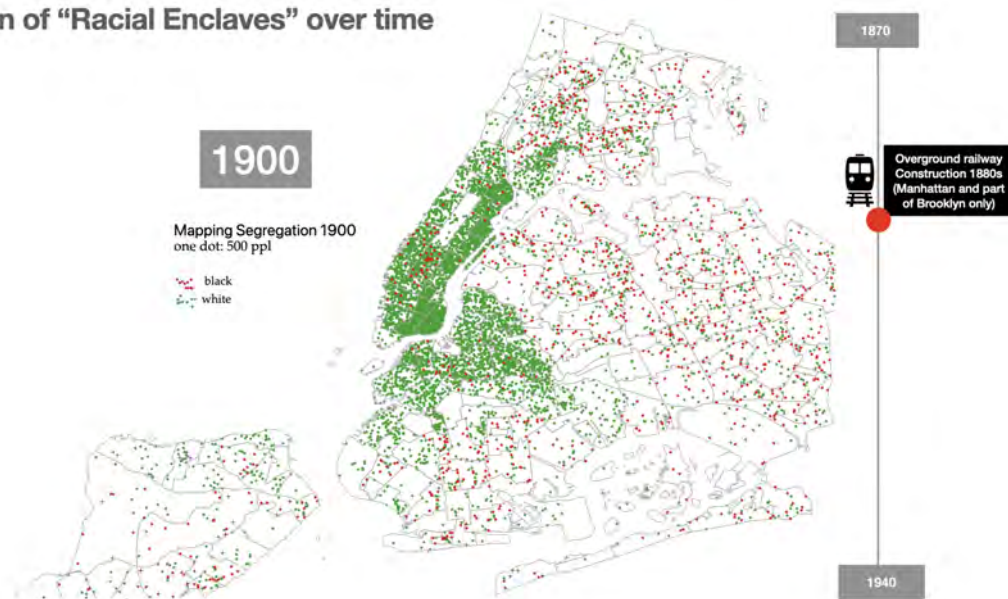 n of “Racial Enclaves” over time
1870
1900
Overground railway
Construction 1880s
(Manhattan and part
of Brooklyn only)
Mapping Segregation 1900
one dot: 500 ppl
black
white
1940